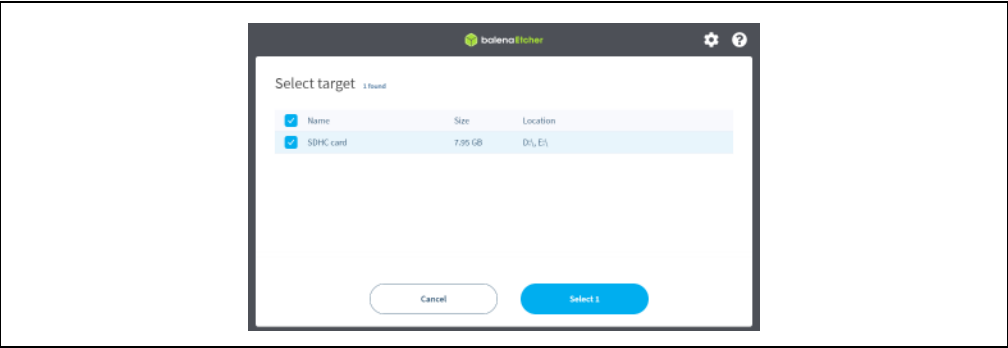 balenaEtcher
Select target 1 found
Name Size Location
SDHC card 7.95 GB D:\, E:\
Cancel Select 1